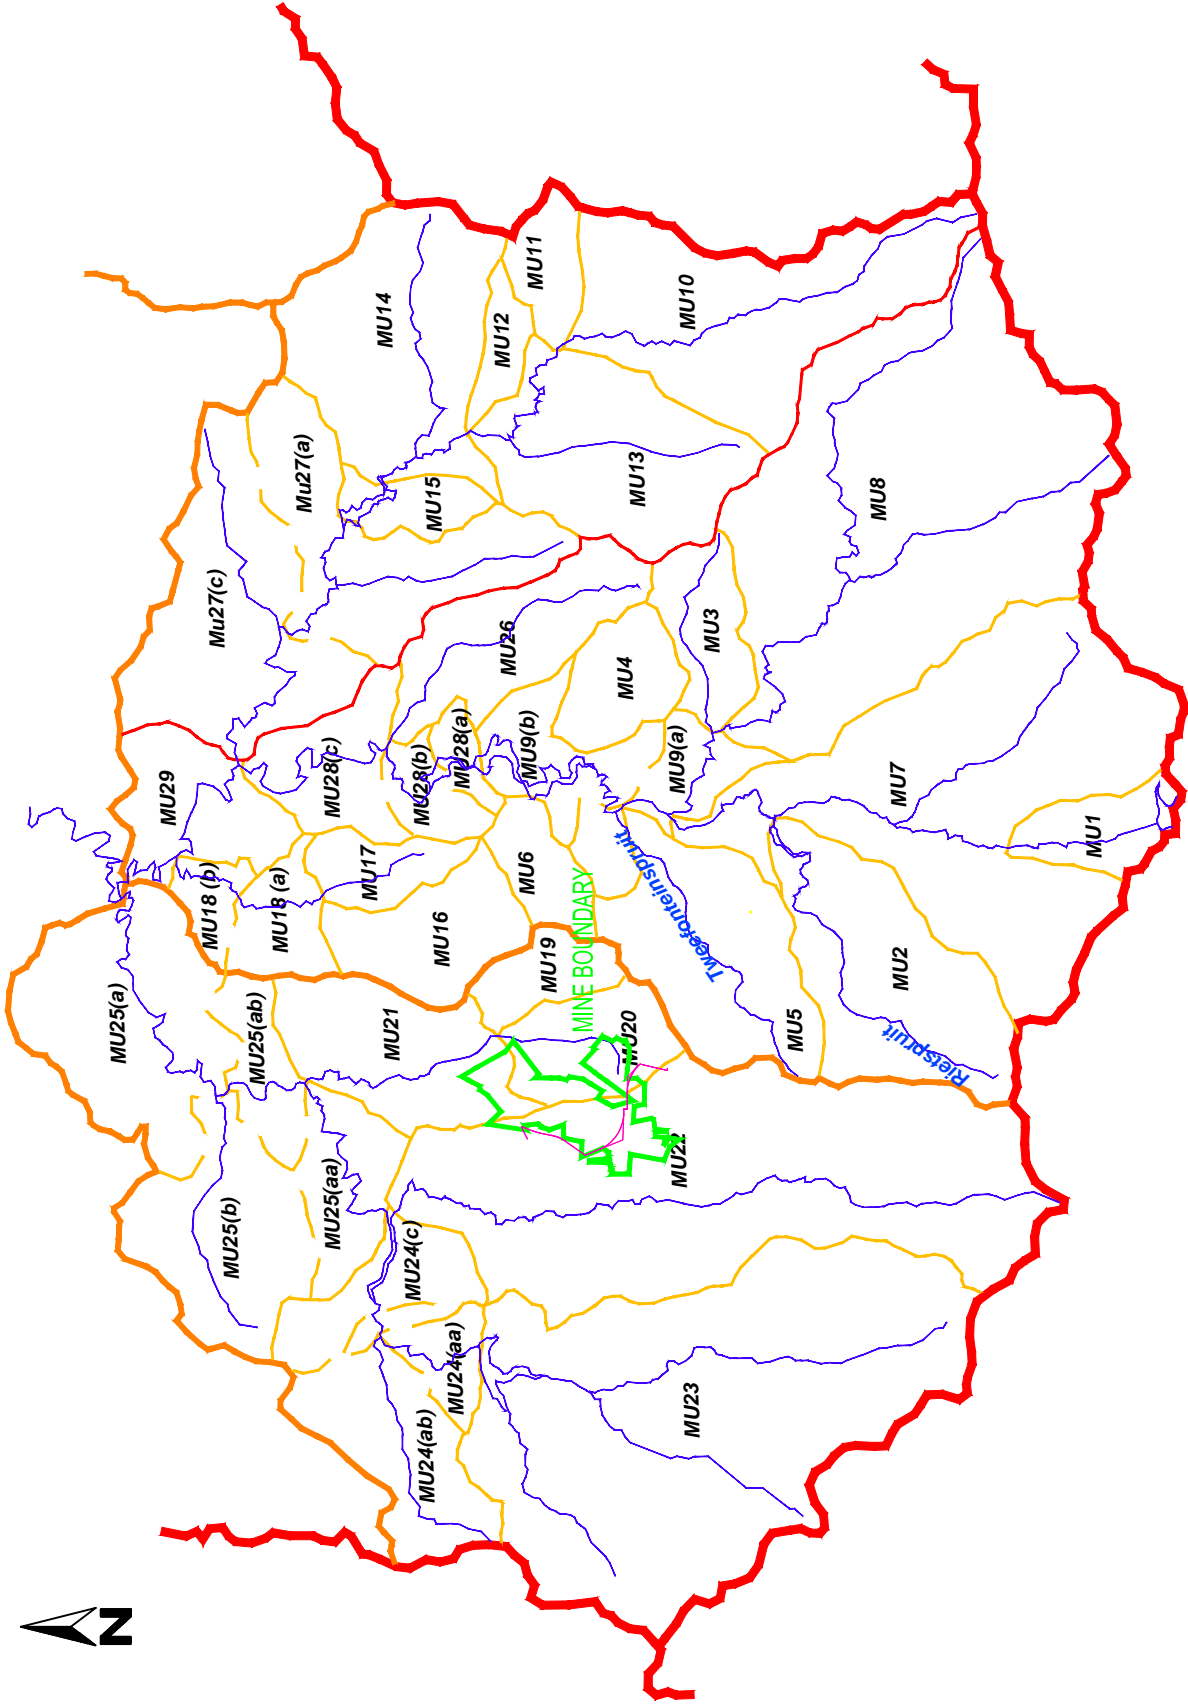 MU14
MU11
MU12
MU10
Mu27(a)
MU15
MU13
MU8
Mu27(c)
MU26
MU3
MU4
MU29
MU28(c)
MU28(b)
MU28(a)
MU9(b)
MU9(a)
MU7
MU1
MU18 (b)
MU18 (a)
MU17
MU6
MU16
Tweefonteinspruit
MINE BOUNDARY
MU2
MU19
MU25(a)
MU25(ab)
MU21
MU20
MU5
Rietspruit
MU22
MU25(b)
MU25(aa)
MU24(c)
MU24(aa)
MU24(ab)
MU23
N